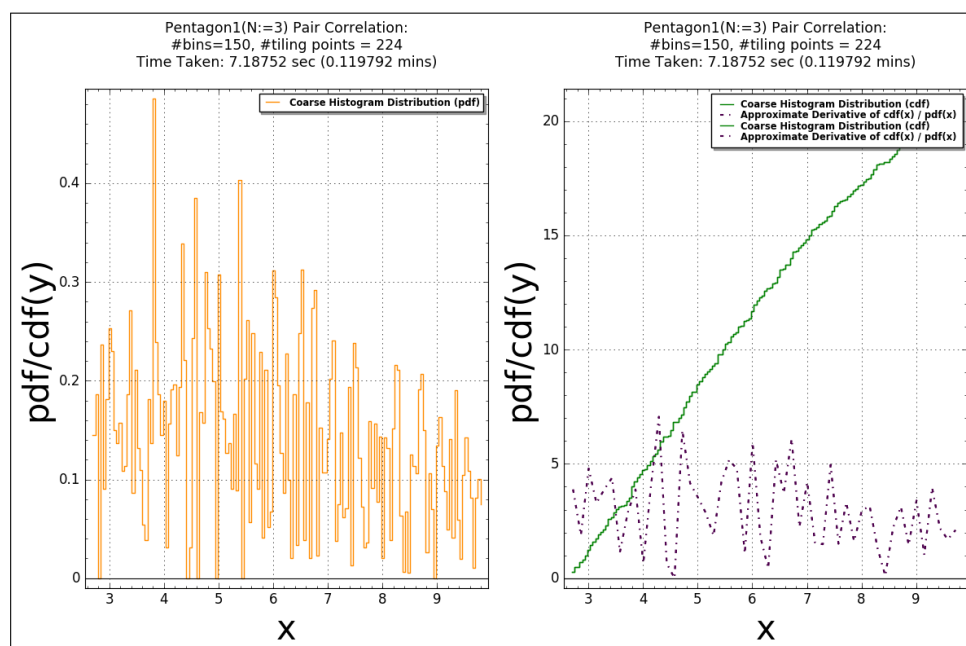 Pentagon1(N:=3) Pair Correlation:
#bins=150, #tiling points = 224
Time Taken: 7.18752 sec (0.119792 mins)
Coarse Histogram Distribution (pdf)
pdf/cdf(y)
0.4
0.3
0.2
0.1
0
3 4 5 6 7 8 9
x
Pentagon1(N:=3) Pair Correlation:
#bins=150, #tiling points = 224
Time Taken: 7.18752 sec (0.119792 mins)
Coarse Histogram Distribution (cdf)
Approximate Derivative of cdf(x) / pdf(x)
Coarse Histogram Distribution (cdf)
Approximate Derivative of cdf(x) / pdf(x)
pdf/cdf(y)
20
15
10
5
0
3 4 5 6 7 8 9
x